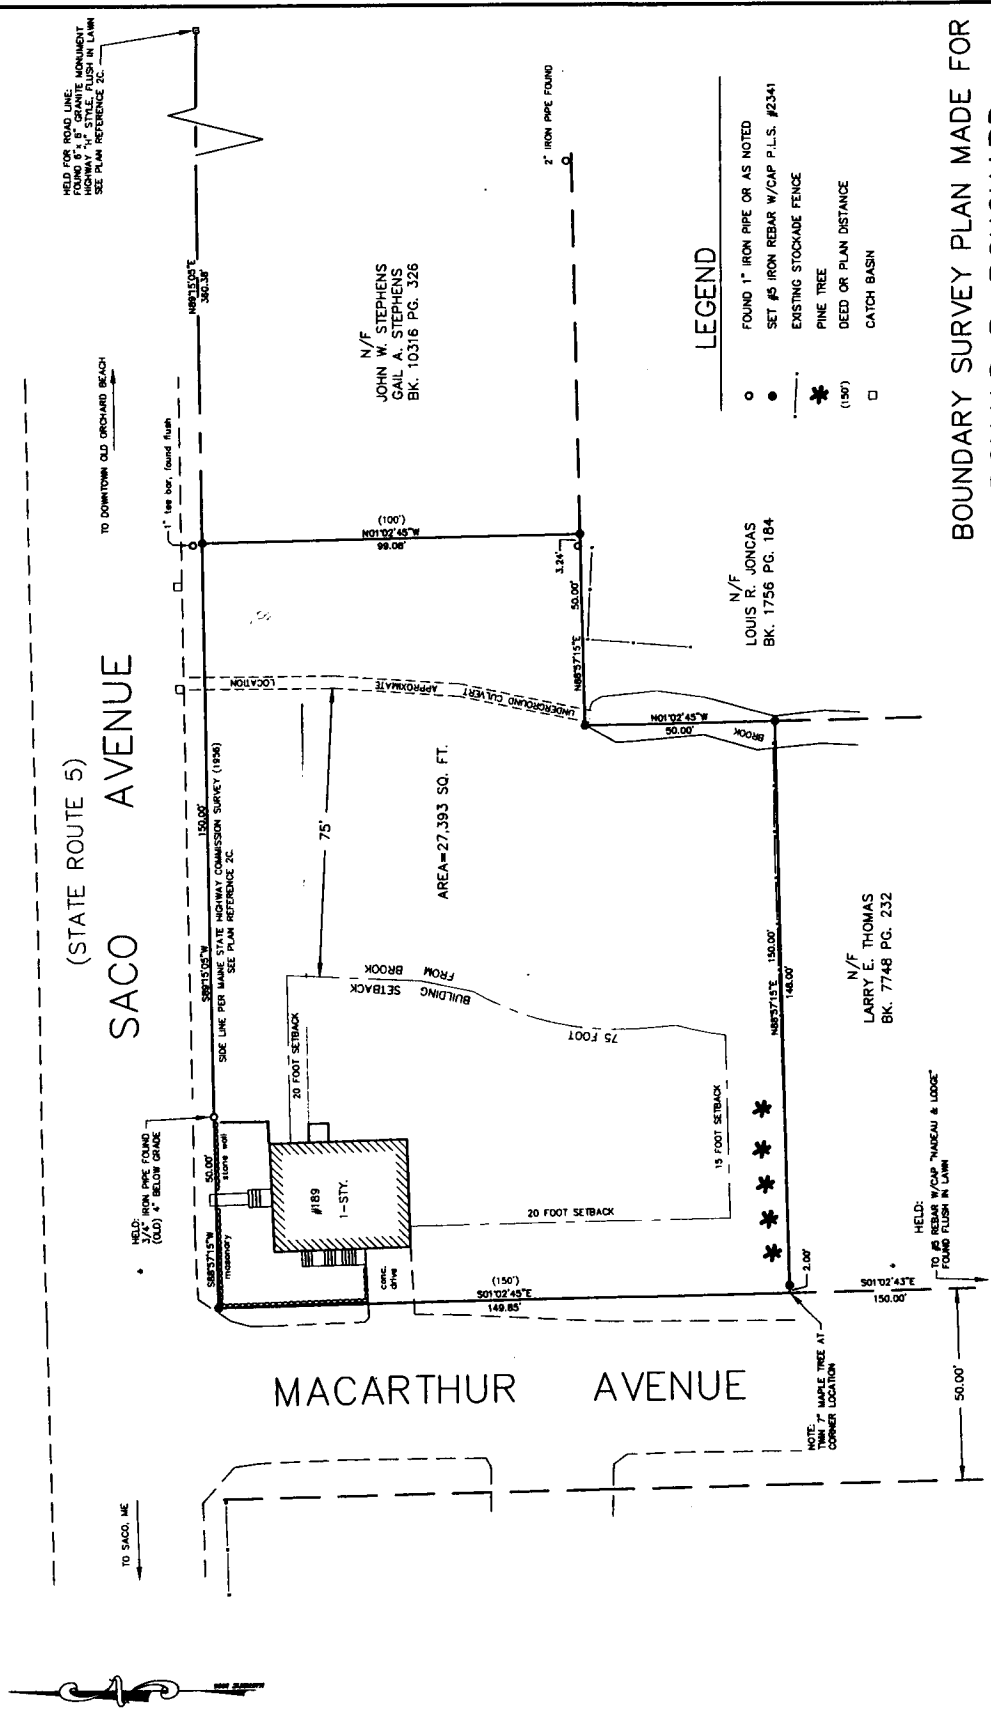 HELD FOR ROAD LINE:
FOUND 6" x 6" GRANITE MONUMENT
HIGHWAY "H" STYLE, FLUSH IN LAWN
SEE PLAN REFERENCE 2C.
N89°15'05"E
360.38'
TO DOWNTOWN OLD ORCHARD BEACH
1" tee bar, found flush
(STATE ROUTE 5)
SACO AVENUE
TO SACO, ME
HELD:
3/4" IRON PIPE FOUND
(OLD) 4" BELOW GRADE
S88°57'15"W
50.00'
masonry
stone wall
S89°15'05"W
150.00'
SIDE LINE PER MAINE STATE HIGHWAY COMMISSION SURVEY (1956)
SEE PLAN REFERENCE 2C.
N/F
JOHN W. STEPHENS
GAIL A. STEPHENS
BK. 10316 PG. 326
2" IRON PIPE FOUND
(100')
N01°02'45"W
99.08'
3.24'
50.00'
N88°57'15"E
UNDERGROUND CULVERT
APPROXIMATE
LOCATION
75'
20 FOOT SETBACK
BUILDING SETBACK
FROM BROOK
75 FOOT
#189
1-STY.
AREA=27,393 SQ. FT.
N01°02'45"W
50.00'
BROOK
N/F
LOUIS R. JONCAS
BK. 1756 PG. 184
15 FOOT SETBACK
20 FOOT SETBACK
conc.
drive
(150')
S01°02'45"E
149.85'
N88°57'15"E
150.00'
148.00'
2.00'
N/F
LARRY E. THOMAS
BK. 7748 PG. 232
MACARTHUR AVENUE
NOTE:
TWIN 7" MAPLE TREE AT
CORNER LOCATION
HELD:
TO #5 REBAR W/CAP "NADEAU & LODGE"
FOUND FLUSH IN LAWN
S01°02'43"E
150.00'
50.00'
LEGEND
FOUND 1" IRON PIPE OR AS NOTED
SET #5 IRON REBAR W/CAP P.L.S. #2341
EXISTING STOCKADE FENCE
PINE TREE
(150') DEED OR PLAN DISTANCE
CATCH BASIN
BOUNDARY SURVEY PLAN MADE FOR